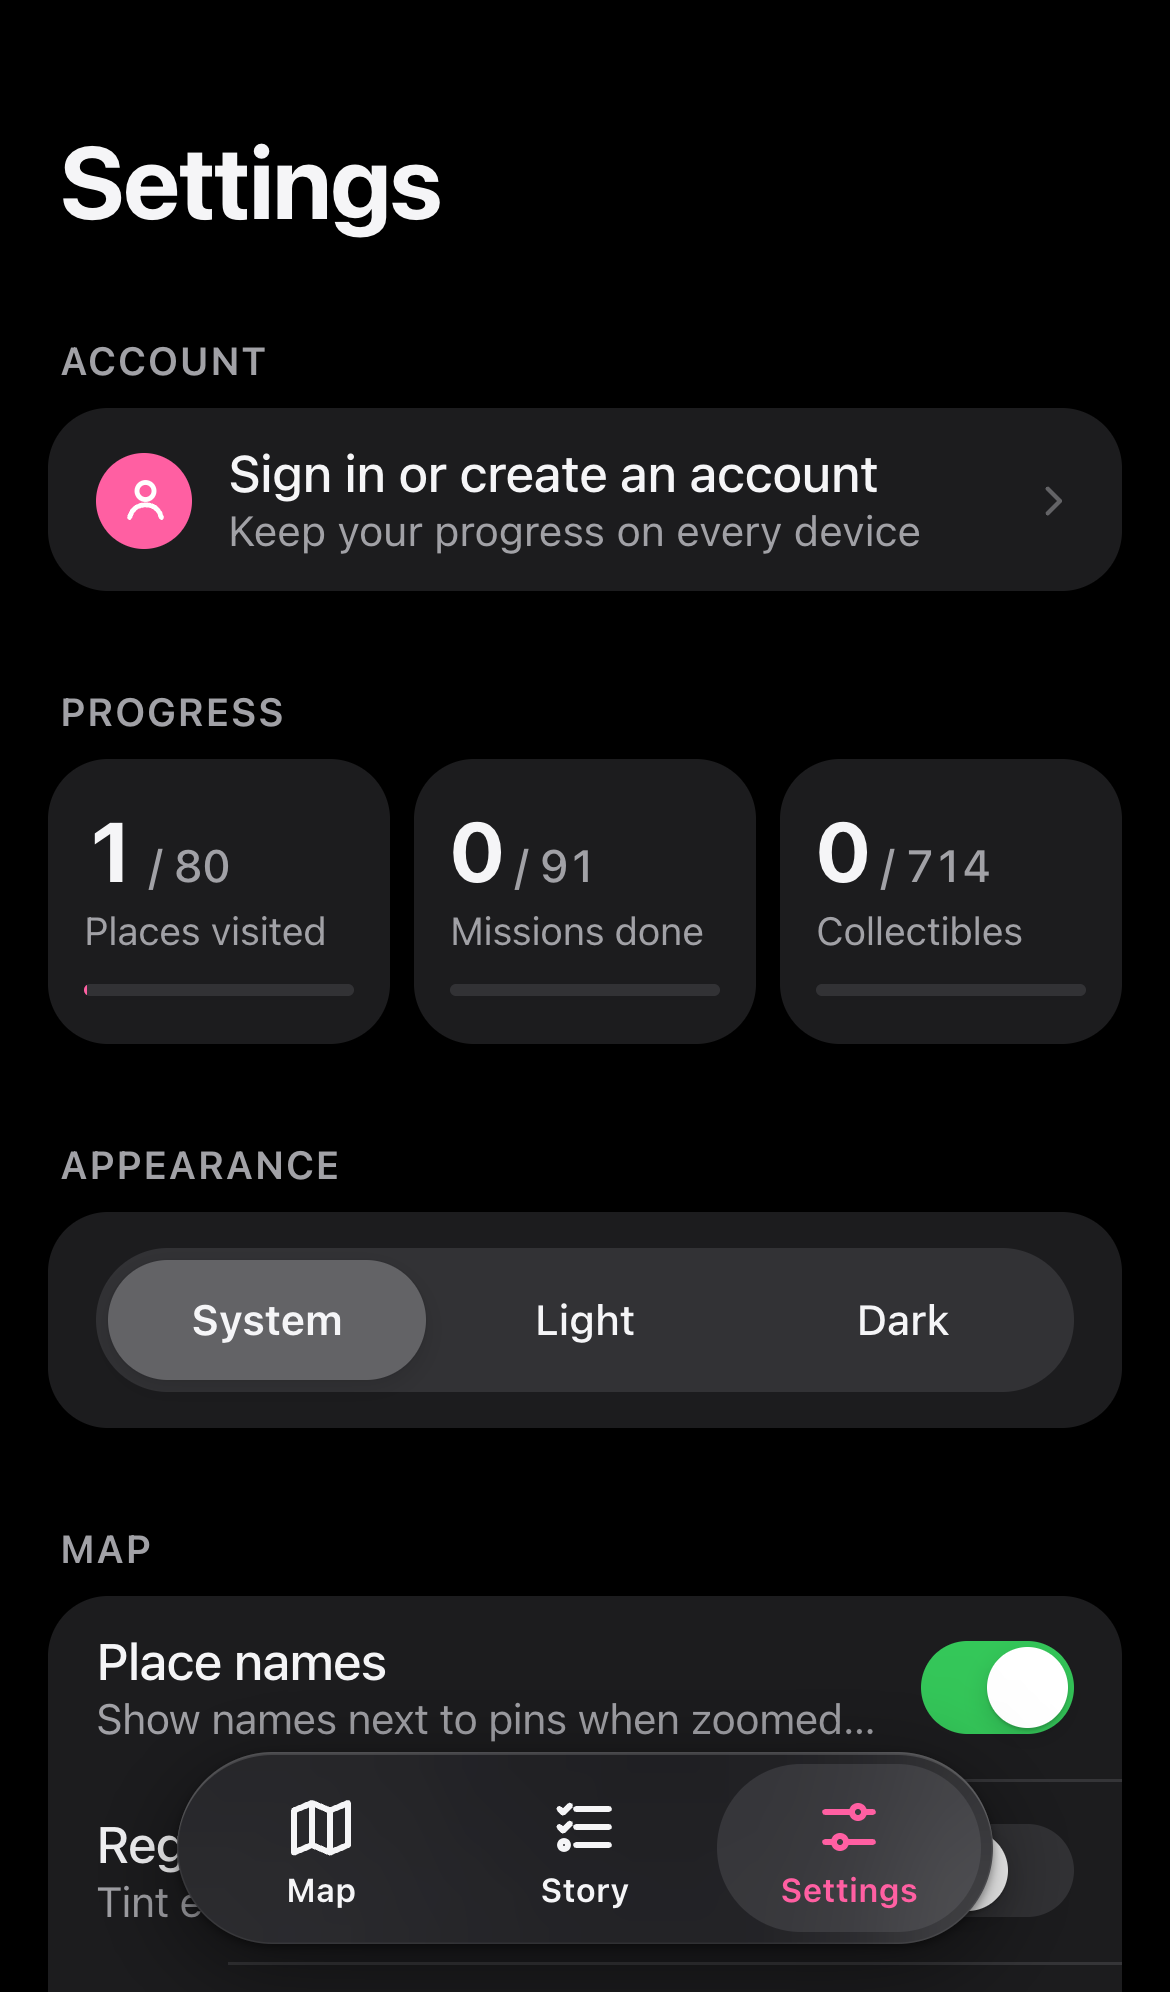 Settings
ACCOUNT
Sign in or create an account
Keep your progress on every device
PROGRESS
1 / 80
Places visited
0 / 91
Missions done
0 / 714
Collectibles
APPEARANCE
System
Light
Dark
MAP
Place names
Show names next to pins when zoomed...
Reg
Tint e
Map
Story
Settings